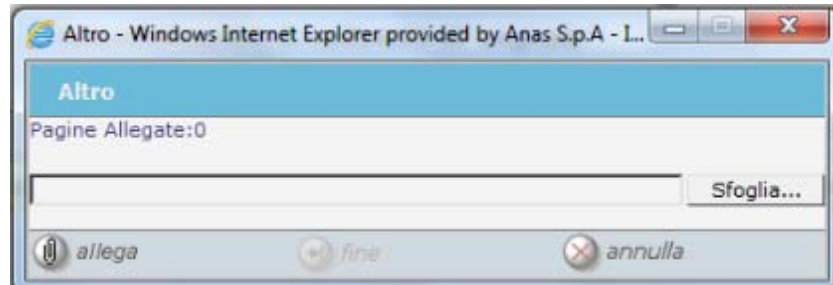 Altro - Windows Internet Explorer provided by Anas S.p.A - I...
Altro
Pagine Allegate:0
Sfoglia...
allega fine annulla